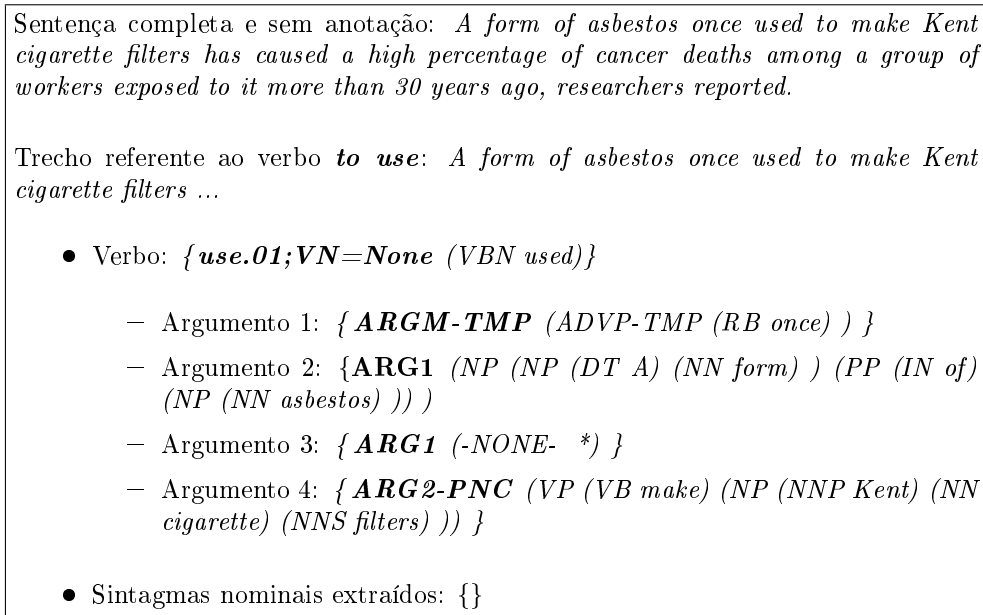 Sentença completa e sem anotação: A form of asbestos once used to make Kent
cigarette filters has caused a high percentage of cancer deaths among a group of
workers exposed to it more than 30 years ago, researchers reported.
Trecho referente ao verbo to use: A form of asbestos once used to make Kent
cigarette filters ...
• Verbo: {use.01;VN=None (VBN used)}
– Argumento 1: {ARGM-TMP (ADVP-TMP (RB once) ) }
– Argumento 2: {ARG1 (NP (NP (DT A) (NN form) ) (PP (IN of)
(NP (NN asbestos) )) )
– Argumento 3: {ARG1 (-NONE- *) }
– Argumento 4: {ARG2-PNC (VP (VB make) (NP (NNP Kent) (NN
cigarette) (NNS filters) )) }
• Sintagmas nominais extraídos: {}